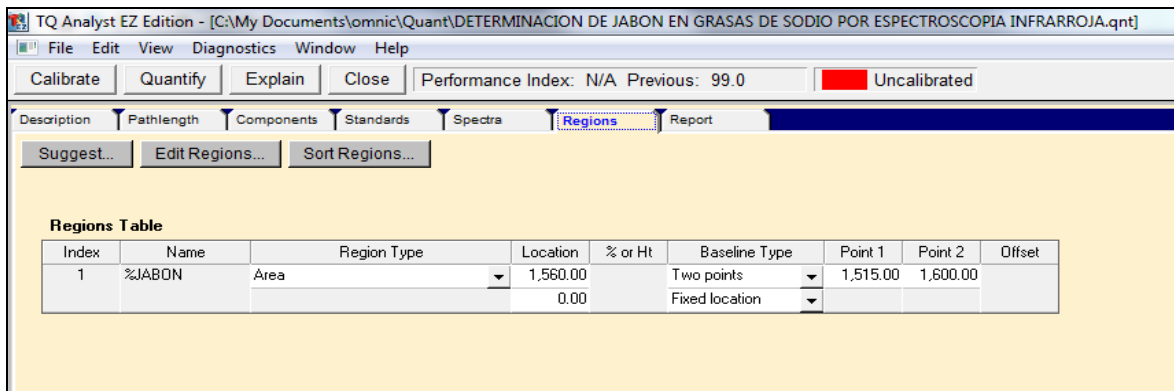 TQ Analyst EZ Edition - [C:\My Documents\omnic\Quant\DETERMINACION DE JABON EN GRASAS DE SODIO POR ESPECTROSCOPIA INFRARROJA.qnt]
File Edit View Diagnostics Window Help
Calibrate Quantify Explain Close Performance Index: N/A Previous: 99.0 Uncalibrated
Description Pathlength Components Standards Spectra Regions Report
Suggest... Edit Regions... Sort Regions...
Regions Table
Index Name Region Type Location % or Ht Baseline Type Point 1 Point 2 Offset
1 %JABON Area 1,560.00 Two points 1,515.00 1,600.00
0.00 Fixed location